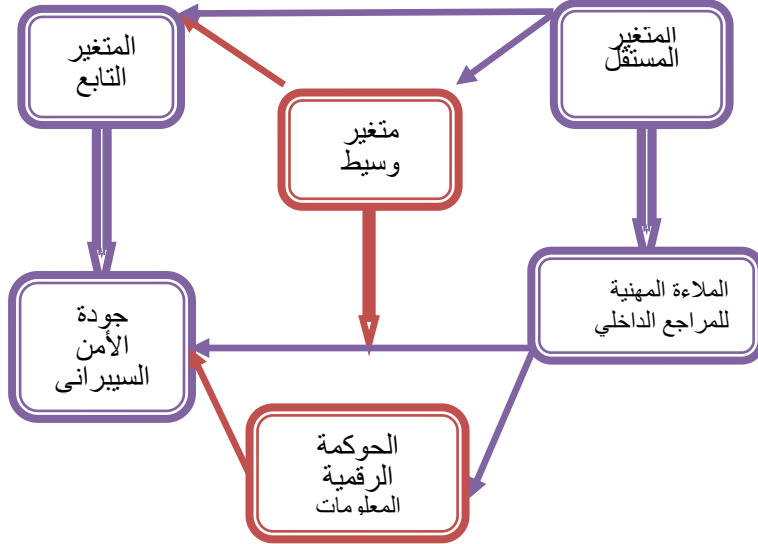 المتغير
المستقل
متغير
وسيط
المتغير
التابع
الملاءة المهنية
للمراجع الداخلي
الحوكمة
الرقمية
المعلومات
جودة
الأمن
السيبرانى